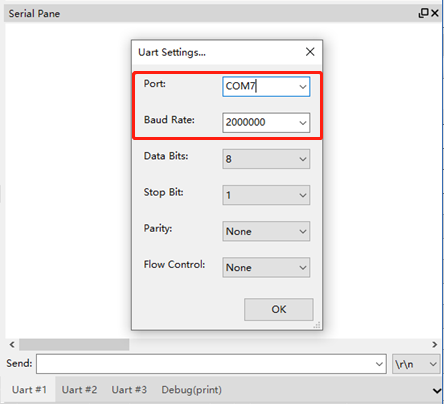 Serial Pane
Uart Settings...
Port: COM7
Baud Rate: 2000000
Data Bits: 8
Stop Bit: 1
Parity: None
Flow Control: None
OK
Send: \r\n
Uart #1 Uart #2 Uart #3 Debug(print)